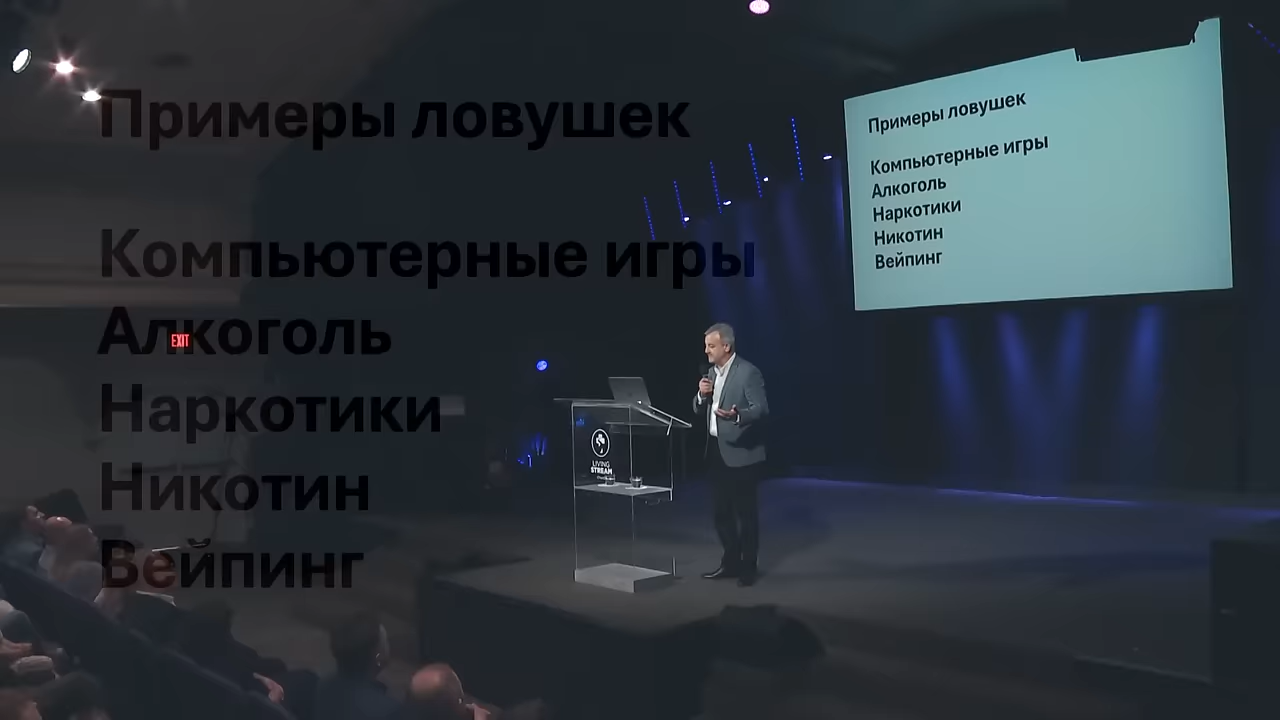 Примеры ловушек
Компьютерные игры
Алкоголь
Наркотики
Никотин
Вейпинг
Примеры ловушек
Компьютерные игры
Алкоголь
Наркотики
Никотин
Вейпинг
EXIT
LIVING
STREAM